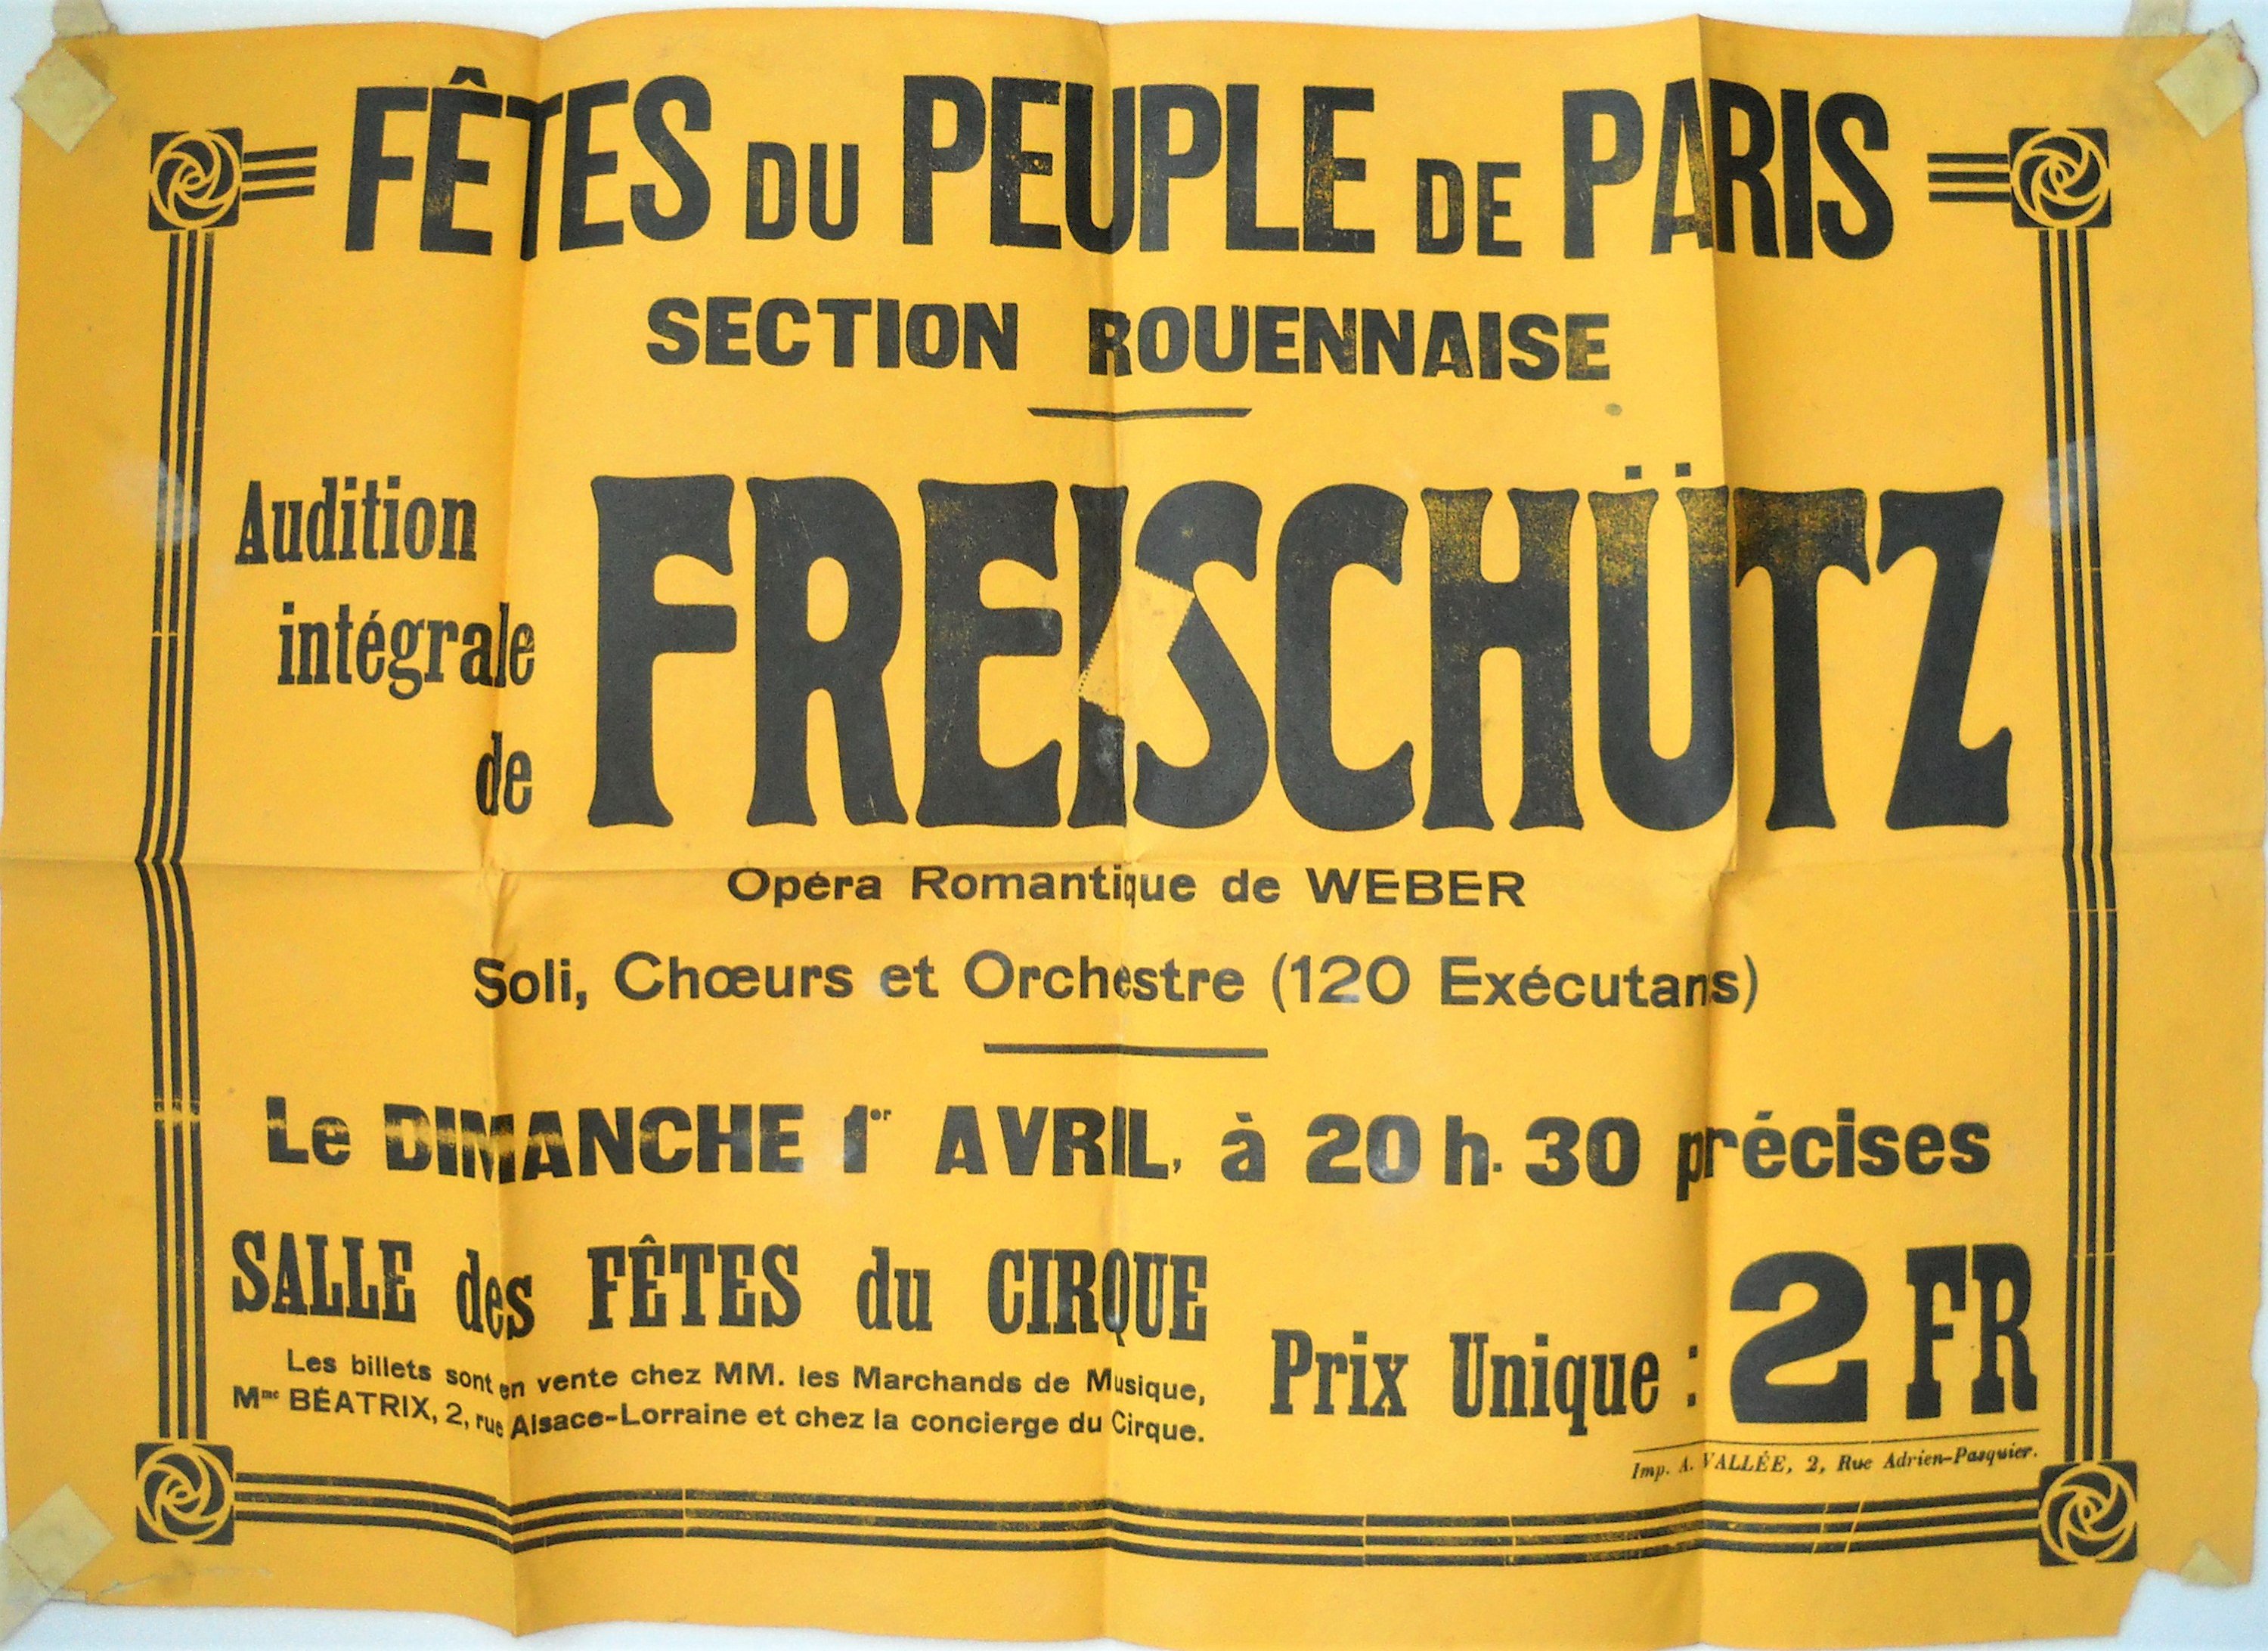 FÊTES DU PEUPLE DE PARIS
SECTION ROUENNAISE
Audition
intégrale
de
FREISCHÜTZ
Opéra Romantique de WEBER
Soli, Chœurs et Orchestre (120 Exécutans)
Le DIMANCHE 1er AVRIL, à 20 h. 30 précises
SALLE des FÊTES du CIRQUE
Les billets sont en vente chez MM. les Marchands de Musique,
Mme BÉATRIX, 2, rue Alsace-Lorraine et chez la concierge du Cirque.
Prix Unique : 2 FR
Imp. A. VALLÉE, 2, Rue Adrien-Pasquier.